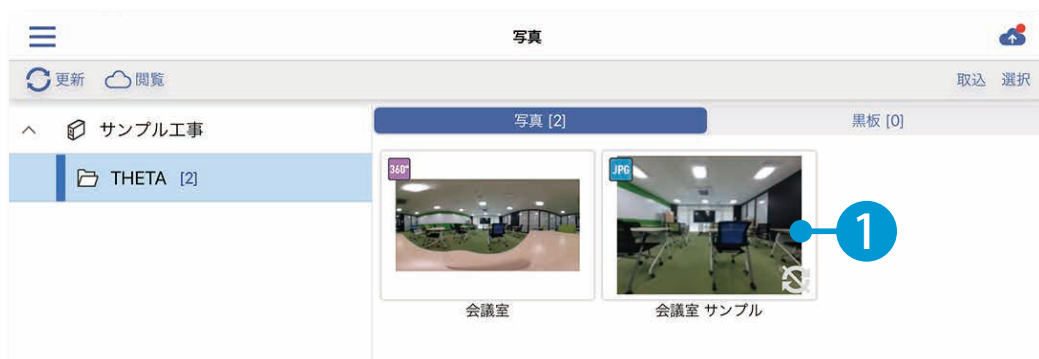 写真
更新 閲覧 取込 選択
サンプル工事
写真 [2] 黒板 [0]
THETA [2]
360°
JPG
1
会議室 会議室 サンプル